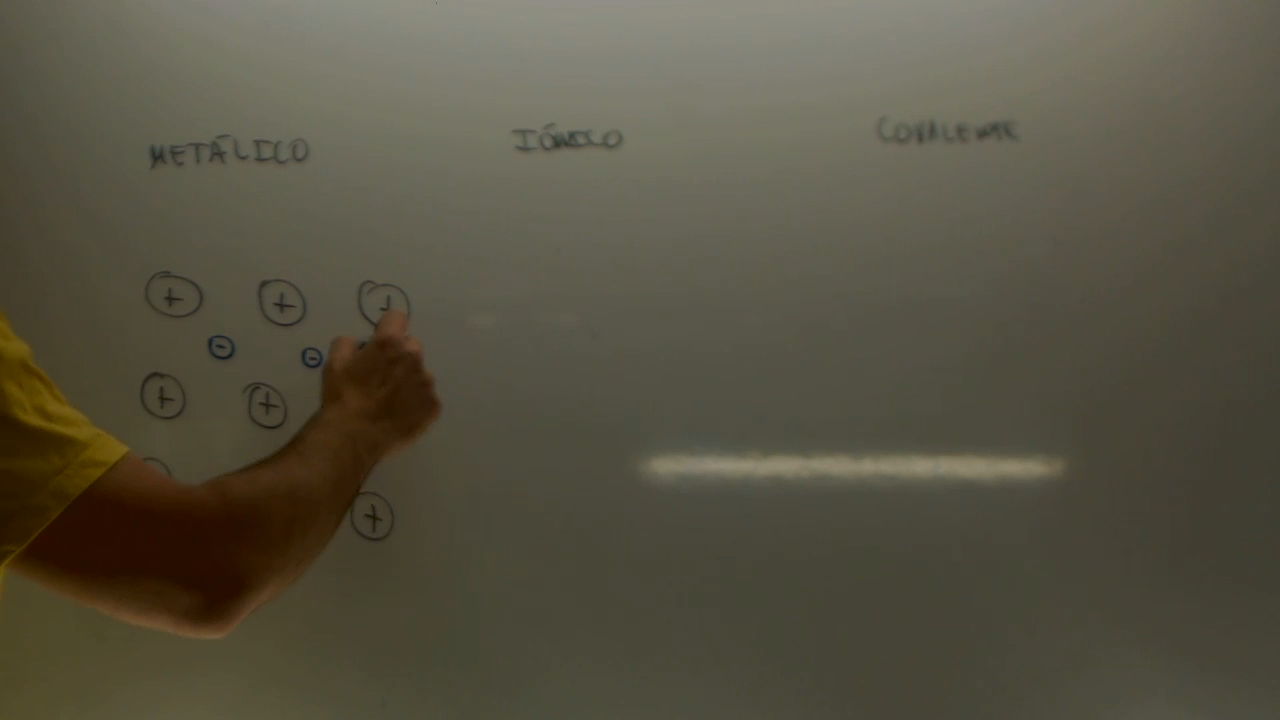 METÁLICO IÓNICO COVALENTE
+ + +
- -
+ +
+